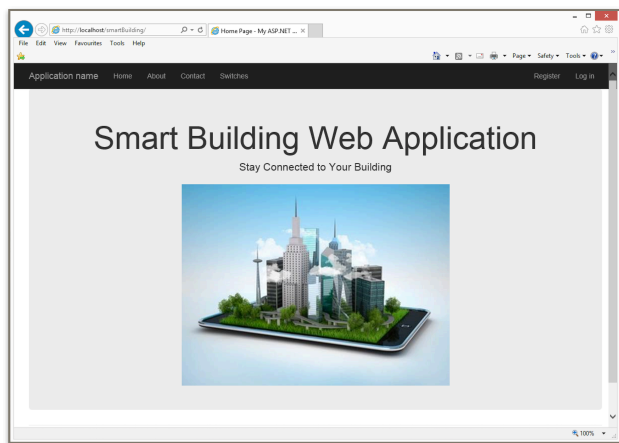 http://localhost/smartBuilding/
Home Page - My ASP.NET ...
File Edit View Favourites Tools Help
Page Safety Tools
Application name Home About Contact Switches Register Log in
Smart Building Web Application
Stay Connected to Your Building
100%